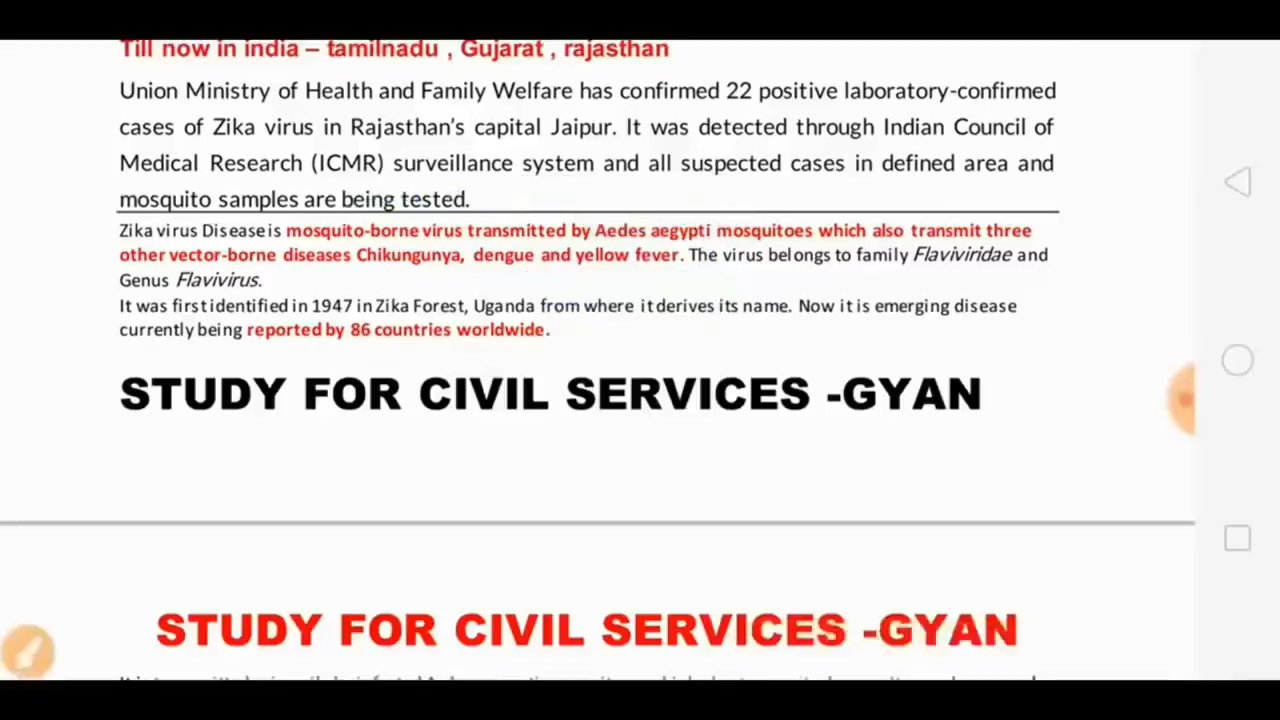 Till now in india – tamilnadu , Gujarat , rajasthan
Union Ministry of Health and Family Welfare has confirmed 22 positive laboratory-confirmed
cases of Zika virus in Rajasthan's capital Jaipur. It was detected through Indian Council of
Medical Research (ICMR) surveillance system and all suspected cases in defined area and
mosquito samples are being tested.
Zika virus Disease is mosquito-borne virus transmitted by Aedes aegypti mosquitoes which also transmit three
other vector-borne diseases Chikungunya, dengue and yellow fever. The virus belongs to family Flaviviridae and
Genus Flavivirus.
It was first identified in 1947 in Zika Forest, Uganda from where it derives its name. Now it is emerging disease
currently being reported by 86 countries worldwide.
STUDY FOR CIVIL SERVICES -GYAN
STUDY FOR CIVIL SERVICES -GYAN